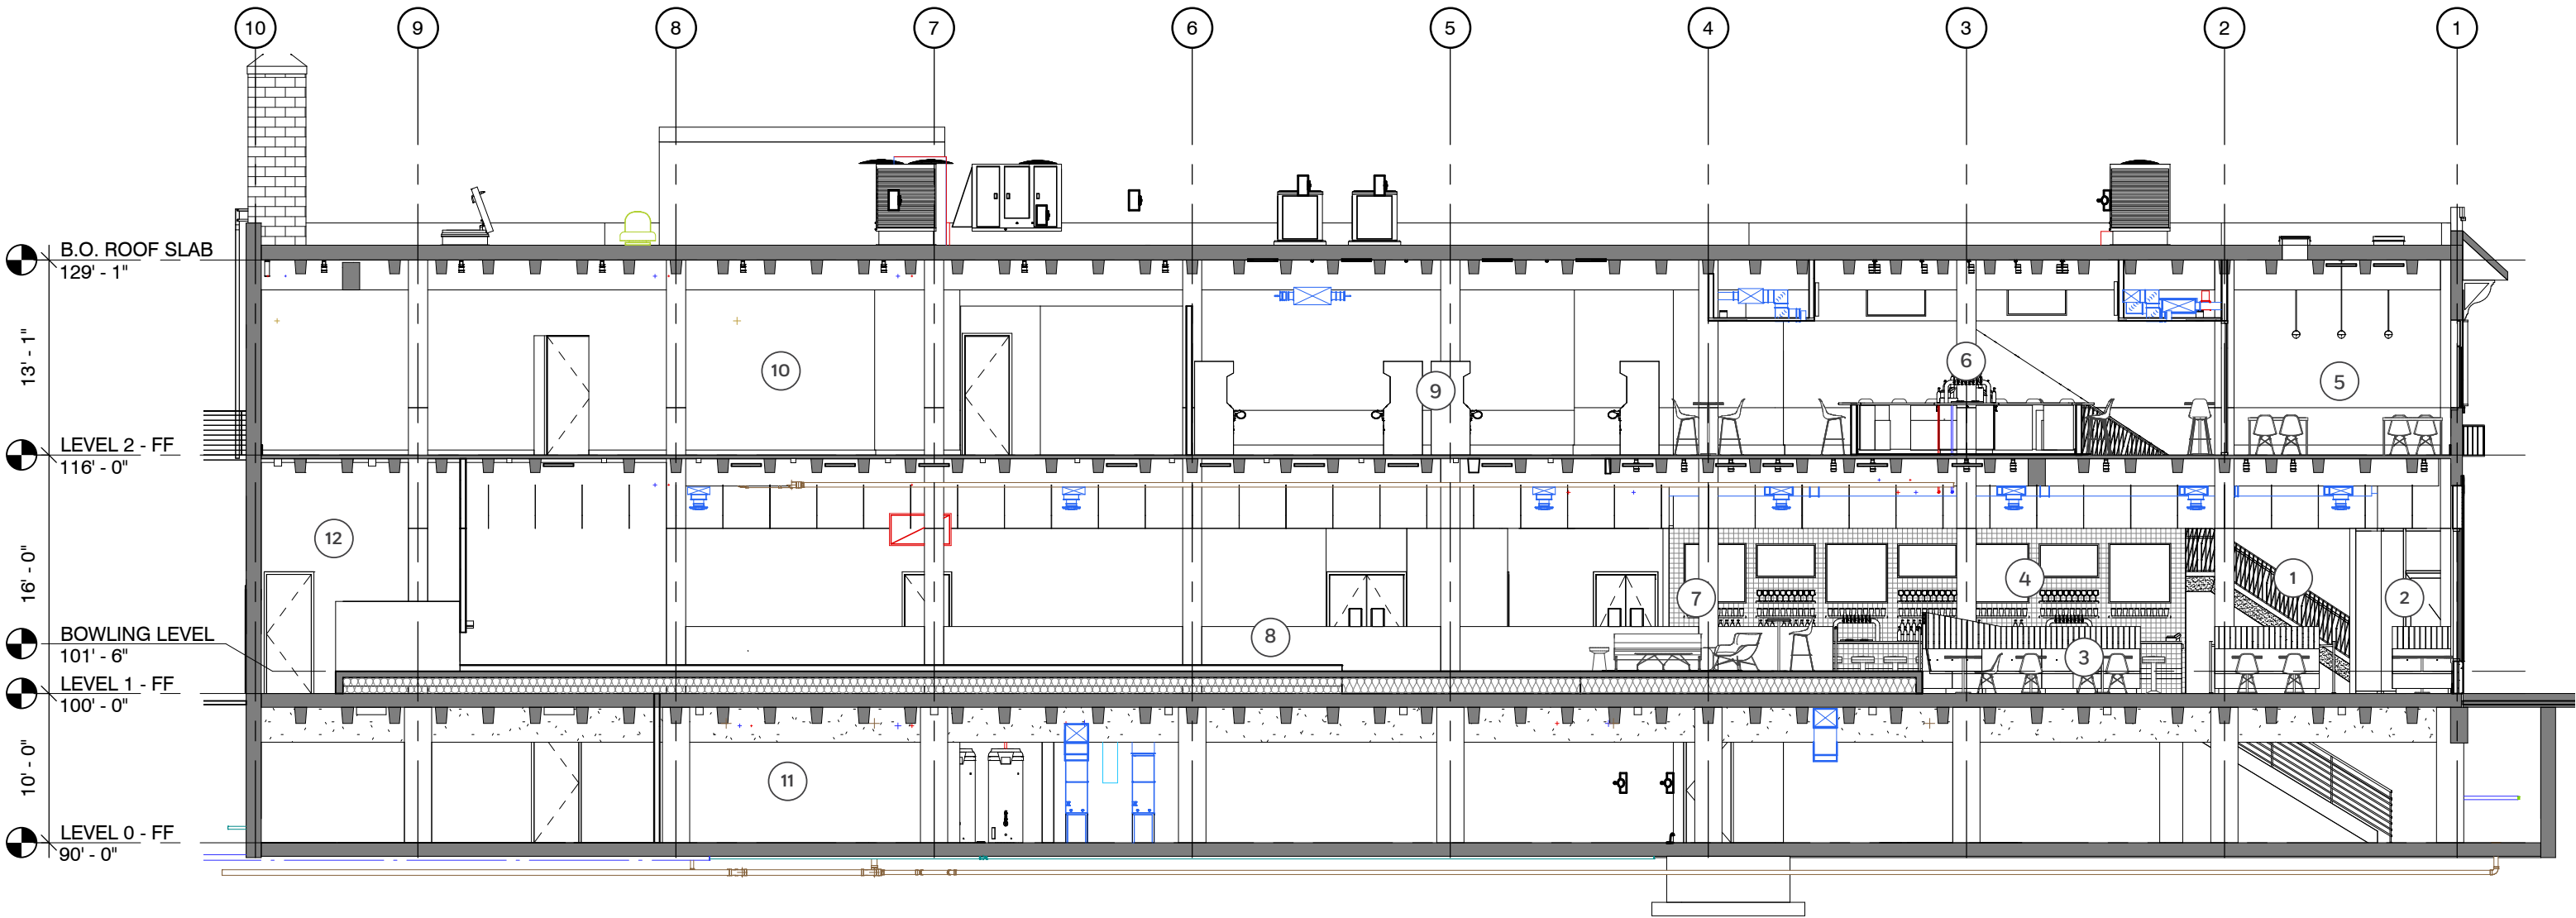 10 9 8 7 6 5 4 3 2 1
B.O. ROOF SLAB
129' - 1"
13' - 1"
LEVEL 2 - FF
116' - 0"
16' - 0"
BOWLING LEVEL
101' - 6"
LEVEL 1 - FF
100' - 0"
10' - 0"
LEVEL 0 - FF
90' - 0"
10
9
6
5
12
8
7
4
3
1
2
11